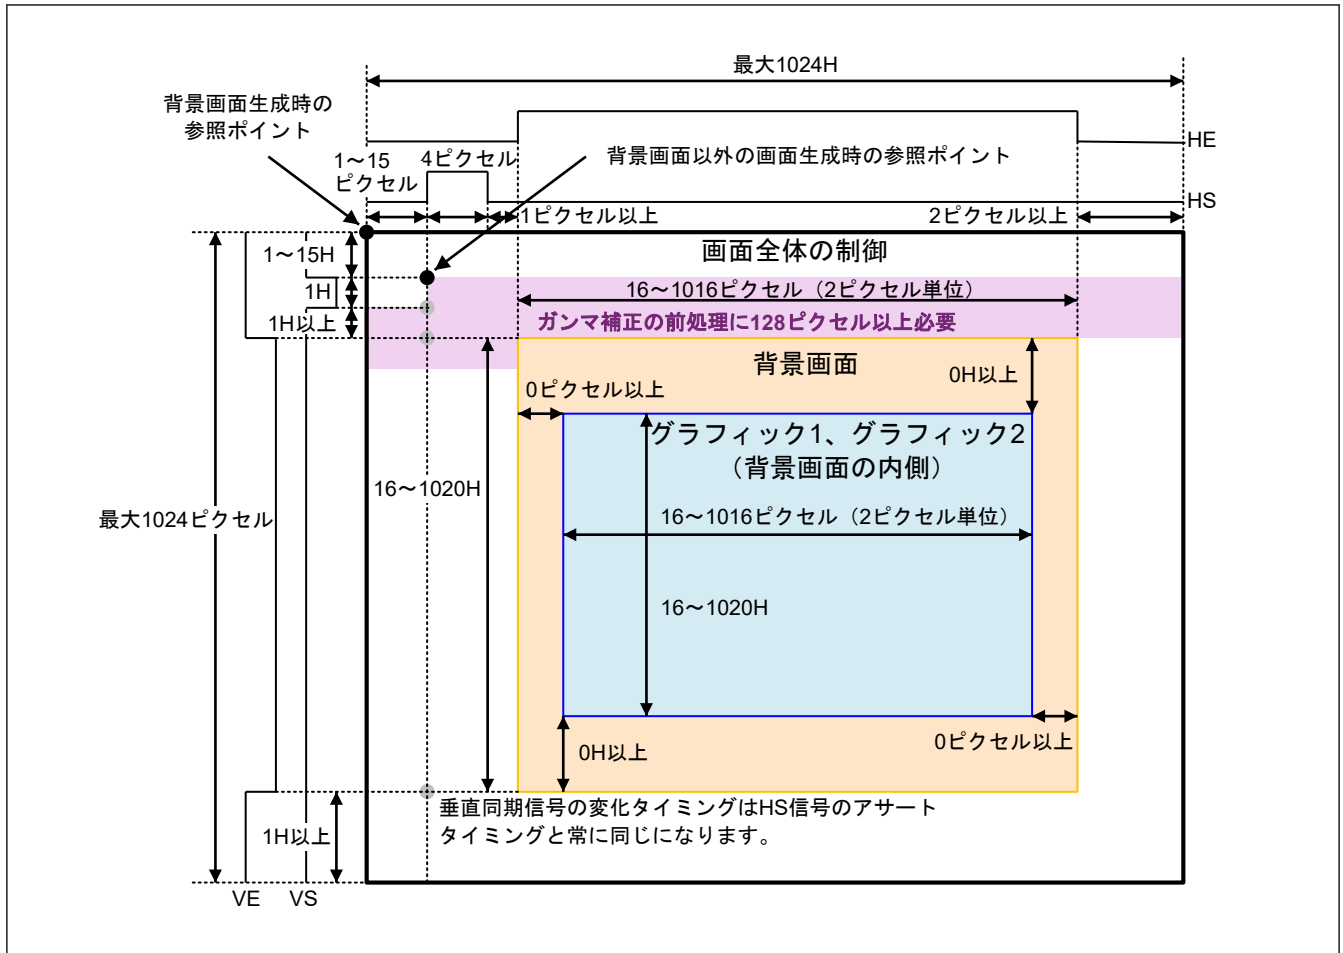 最大1024H
背景画面生成時の
参照ポイント
HE
1～15
ピクセル
4ピクセル
背景画面以外の画面生成時の参照ポイント
HS
1ピクセル以上
2ピクセル以上
1～15H
画面全体の制御
1H
16～1016ピクセル（2ピクセル単位）
1H以上
ガンマ補正の前処理に128ピクセル以上必要
背景画面
0H以上
0ピクセル以上
グラフィック1、グラフィック2
（背景画面の内側）
16～1020H
最大1024ピクセル
16～1016ピクセル（2ピクセル単位）
16～1020H
0H以上
0ピクセル以上
垂直同期信号の変化タイミングはHS信号のアサート
タイミングと常に同じになります。
1H以上
VE
VS